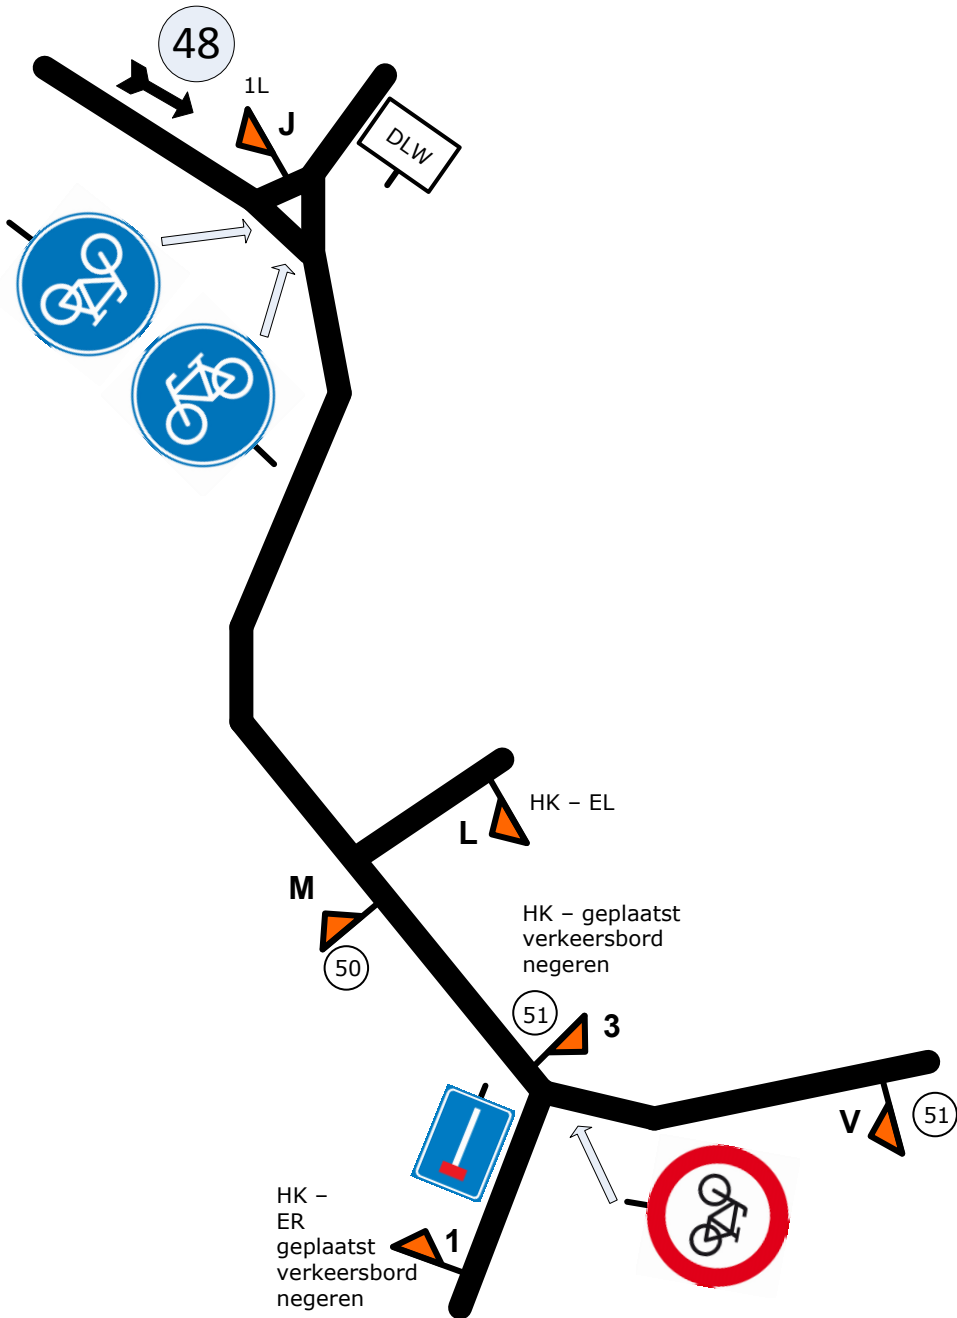 48
1L
J
DLW
HK – EL
L
M
50
HK – geplaatst
verkeersbord
negeren
51
3
V
51
HK –
ER
geplaatst
verkeersbord
negeren
1